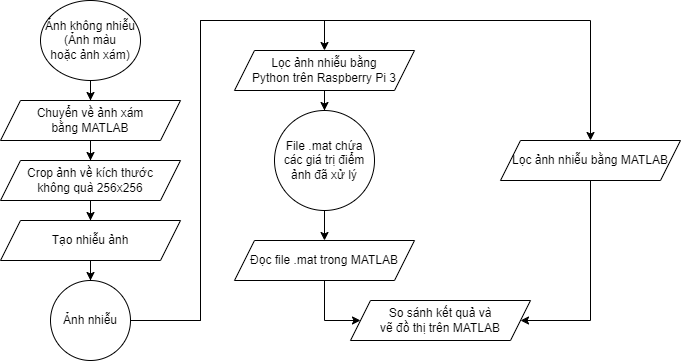 Ảnh không nhiễu
(Ảnh màu
hoặc ảnh xám)
Chuyển về ảnh xám
bằng MATLAB
Crop ảnh về kích thước
không quá 256x256
Tạo nhiễu ảnh
Ảnh nhiễu
Lọc ảnh nhiễu bằng
Python trên Raspberry Pi 3
File .mat chứa
các giá trị điểm
ảnh đã xử lý
Đọc file .mat trong MATLAB
Lọc ảnh nhiễu bằng MATLAB
So sánh kết quả và
vẽ đồ thị trên MATLAB